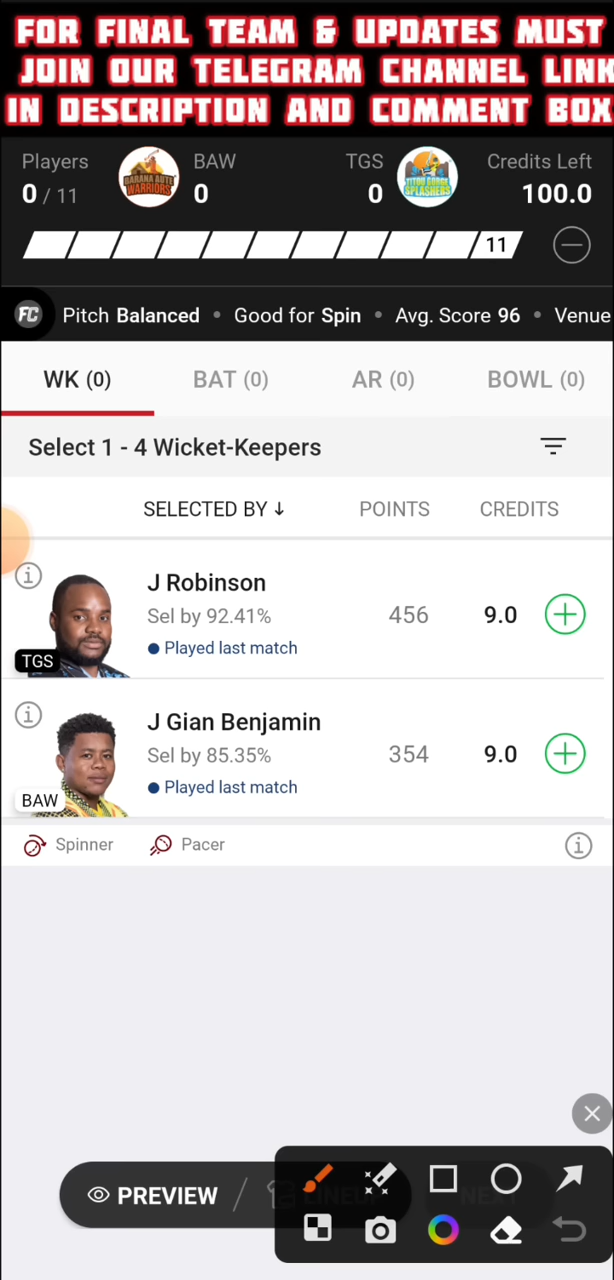 FOR FINAL TEAM & UPDATES MUST
JOIN OUR TELEGRAM CHANNEL LINK
IN DESCRIPTION AND COMMENT BOX
Players BAW TGS Credits Left
0 / 11 0 0 100.0
11
FC Pitch Balanced • Good for Spin • Avg. Score 96 • Venue
WK (0) BAT (0) AR (0) BOWL (0)
Select 1 - 4 Wicket-Keepers
SELECTED BY ↓ POINTS CREDITS
J Robinson
Sel by 92.41% 456 9.0
Played last match
TGS
J Gian Benjamin
Sel by 85.35% 354 9.0
Played last match
BAW
Spinner Pacer
PREVIEW /